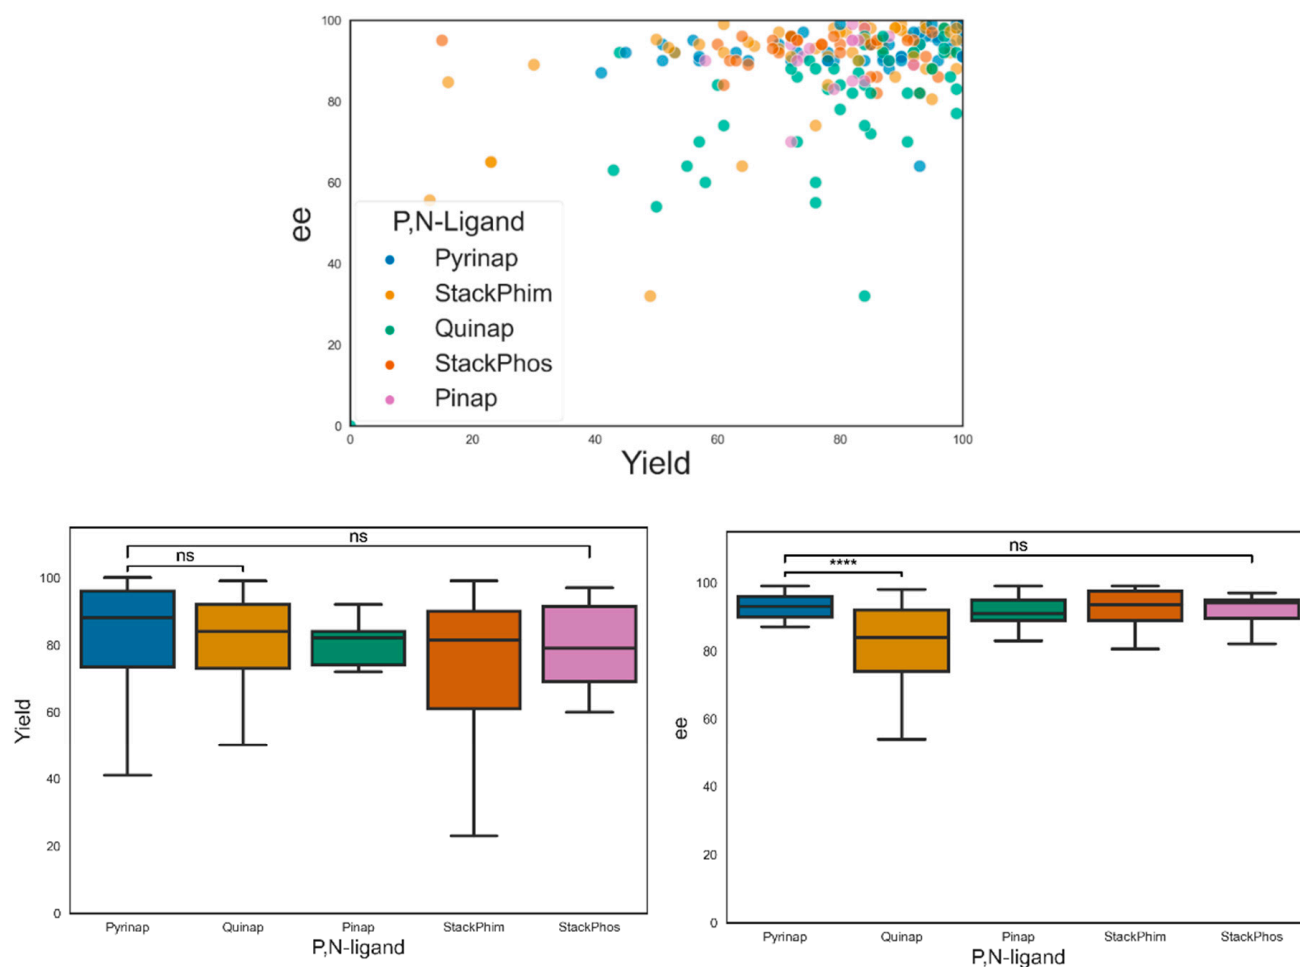 100
80
60
40
20
0
ee
P,N-Ligand
Pyrinap
StackPhim
Quinap
StackPhos
Pinap
0 20 40 60 80 100
Yield
ns
ns
100
80
60
40
20
0
Yield
Pyrinap Quinap Pinap StackPhim StackPhos
P,N-ligand
ns
****
100
80
60
40
20
0
ee
Pyrinap Quinap Pinap StackPhim StackPhos
P,N-ligand